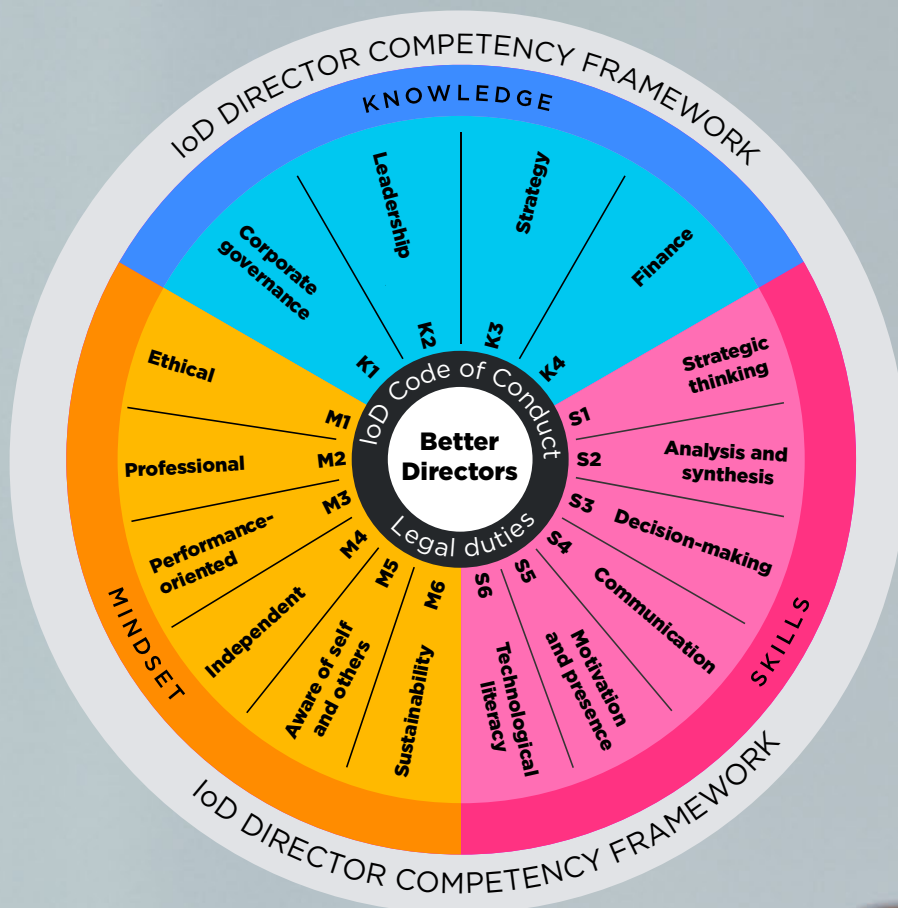 IoD DIRECTOR COMPETENCY FRAMEWORK
KNOWLEDGE
Corporate
governance
K1
Leadership
K2
Strategy
K3
Finance
K4
SKILLS
Strategic
thinking
S1
Analysis and
synthesis
S2
Decision-making
S3
Communication
S4
Motivation
and presence
S5
Technological
literacy
S6
MINDSET
Ethical
M1
Professional
M2
Performance-
oriented
M3
Independent
M4
Aware of self
and others
M5
Sustainability
M6
IoD Code of Conduct
Better
Directors
Legal duties
IoD DIRECTOR COMPETENCY FRAMEWORK